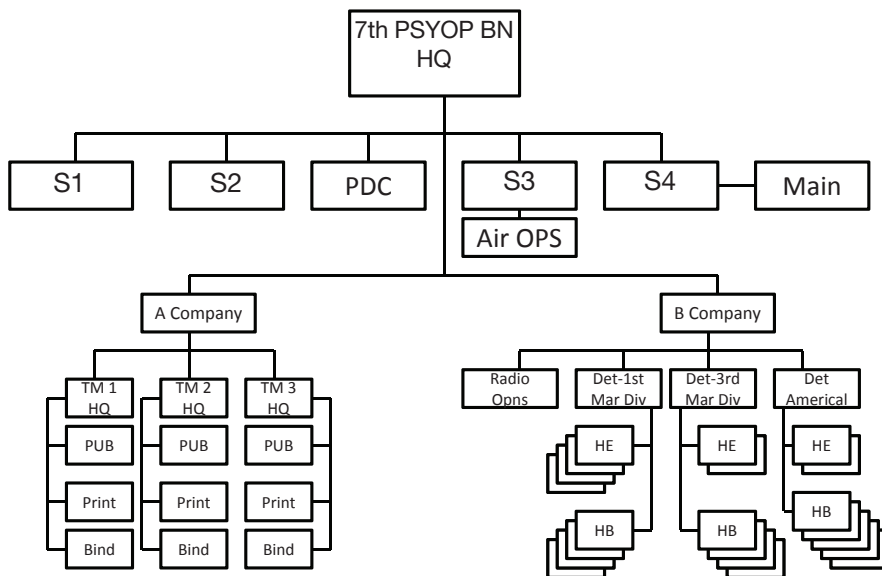 7th PSYOP BN
HQ
S1
S2
PDC
S3
S4
Main
Air OPS
A Company
B Company
TM 1
HQ
TM 2
HQ
TM 3
HQ
Radio
Opns
Det-1st
Mar Div
Det-3rd
Mar Div
Det
Americal
PUB
PUB
PUB
HE
HE
HE
Print
Print
Print
HB
HB
HB
Bind
Bind
Bind